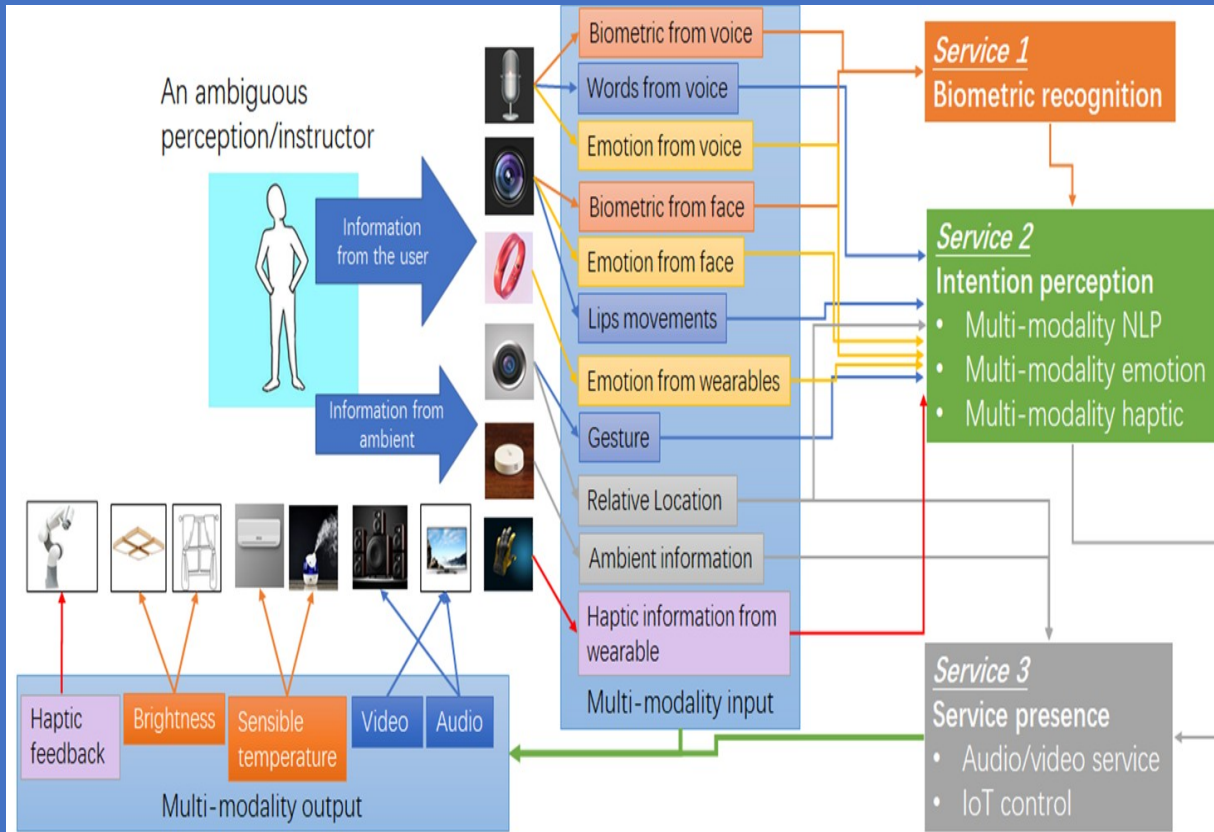 An ambiguous
perception/instructor
Information
from the user
Information from
ambient
Biometric from voice
Words from voice
Emotion from voice
Biometric from face
Emotion from face
Lips movements
Emotion from wearables
Gesture
Relative Location
Ambient information
Haptic information from
wearable
Multi-modality input
Service 1
Biometric recognition
Service 2
Intention perception
• Multi-modality NLP
• Multi-modality emotion
• Multi-modality haptic
Service 3
Service presence
• Audio/video service
• IoT control
Haptic
feedback
Brightness
Sensible
temperature
Video
Audio
Multi-modality output